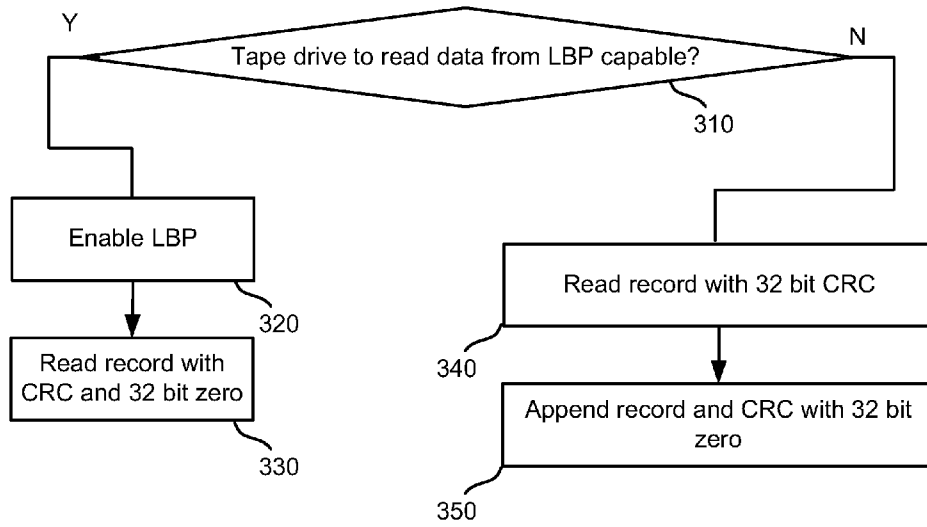 Y
N
Tape drive to read data from LBP capable?
310
Enable LBP
320
Read record with
CRC and 32 bit zero
330
Read record with 32 bit CRC
340
Append record and CRC with 32 bit
zero
350